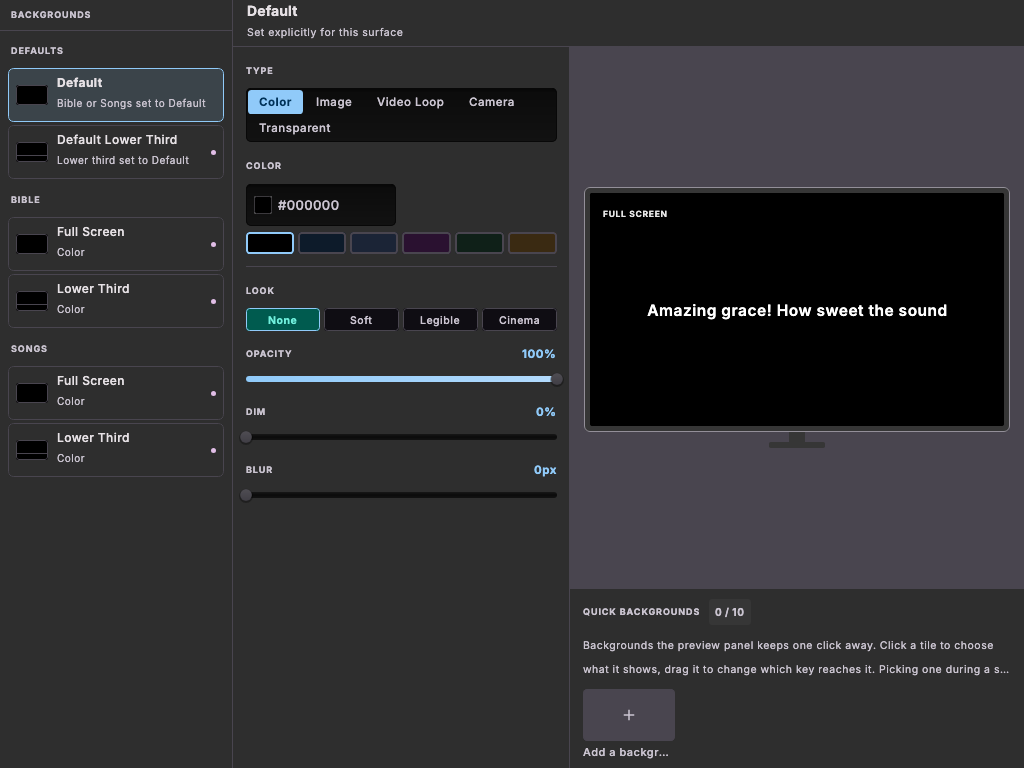 BACKGROUNDS
DEFAULTS
Default
Bible or Songs set to Default
Default Lower Third
Lower third set to Default
BIBLE
Full Screen
Color
Lower Third
Color
SONGS
Full Screen
Color
Lower Third
Color
Default
Set explicitly for this surface
TYPE
Color Image Video Loop Camera
Transparent
COLOR
#000000
LOOK
None Soft Legible Cinema
OPACITY 100%
DIM 0%
BLUR 0px
FULL SCREEN
Amazing grace! How sweet the sound
QUICK BACKGROUNDS 0 / 10
Backgrounds the preview panel keeps one click away. Click a tile to choose
what it shows, drag it to change which key reaches it. Picking one during a s...
+
Add a backgr...